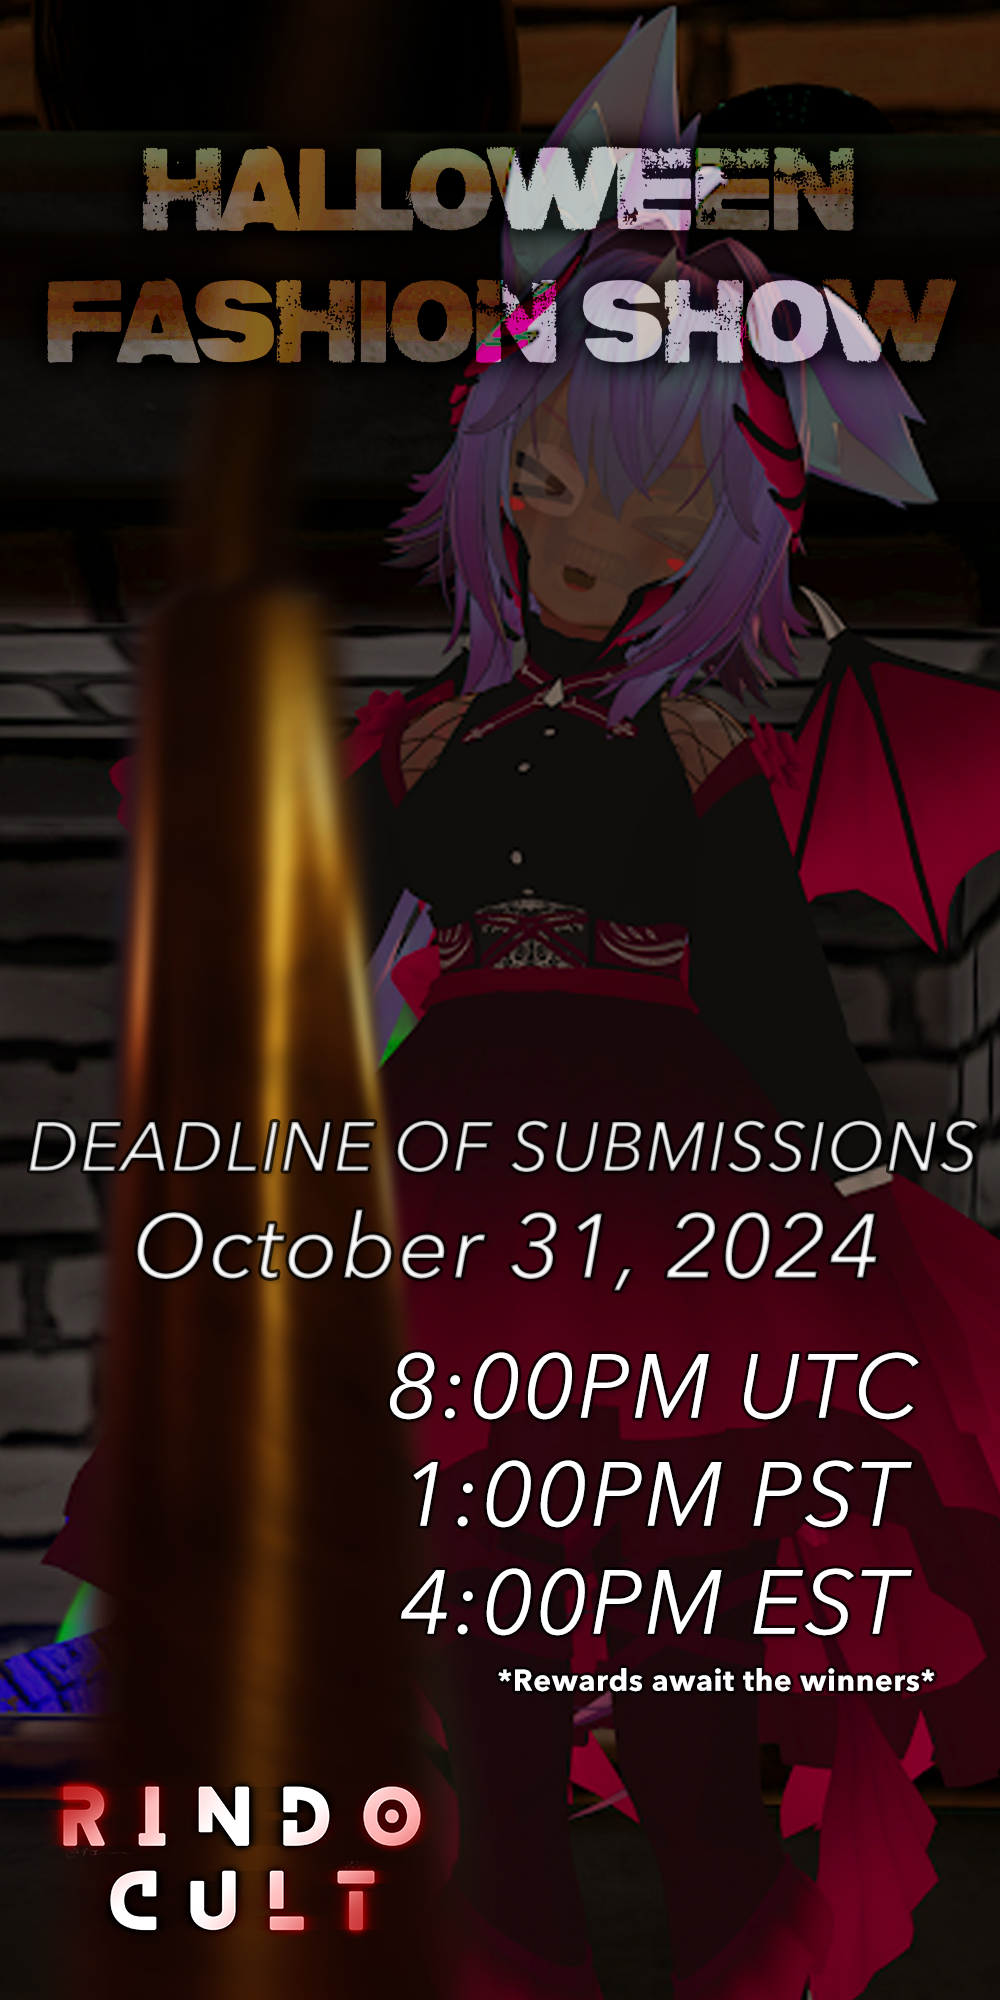 HALLOWEEN
FASHION SHOW
DEADLINE OF SUBMISSIONS
October 31, 2024
8:00PM UTC
1:00PM PST
4:00PM EST
*Rewards await the winners*
RINDO
CULT